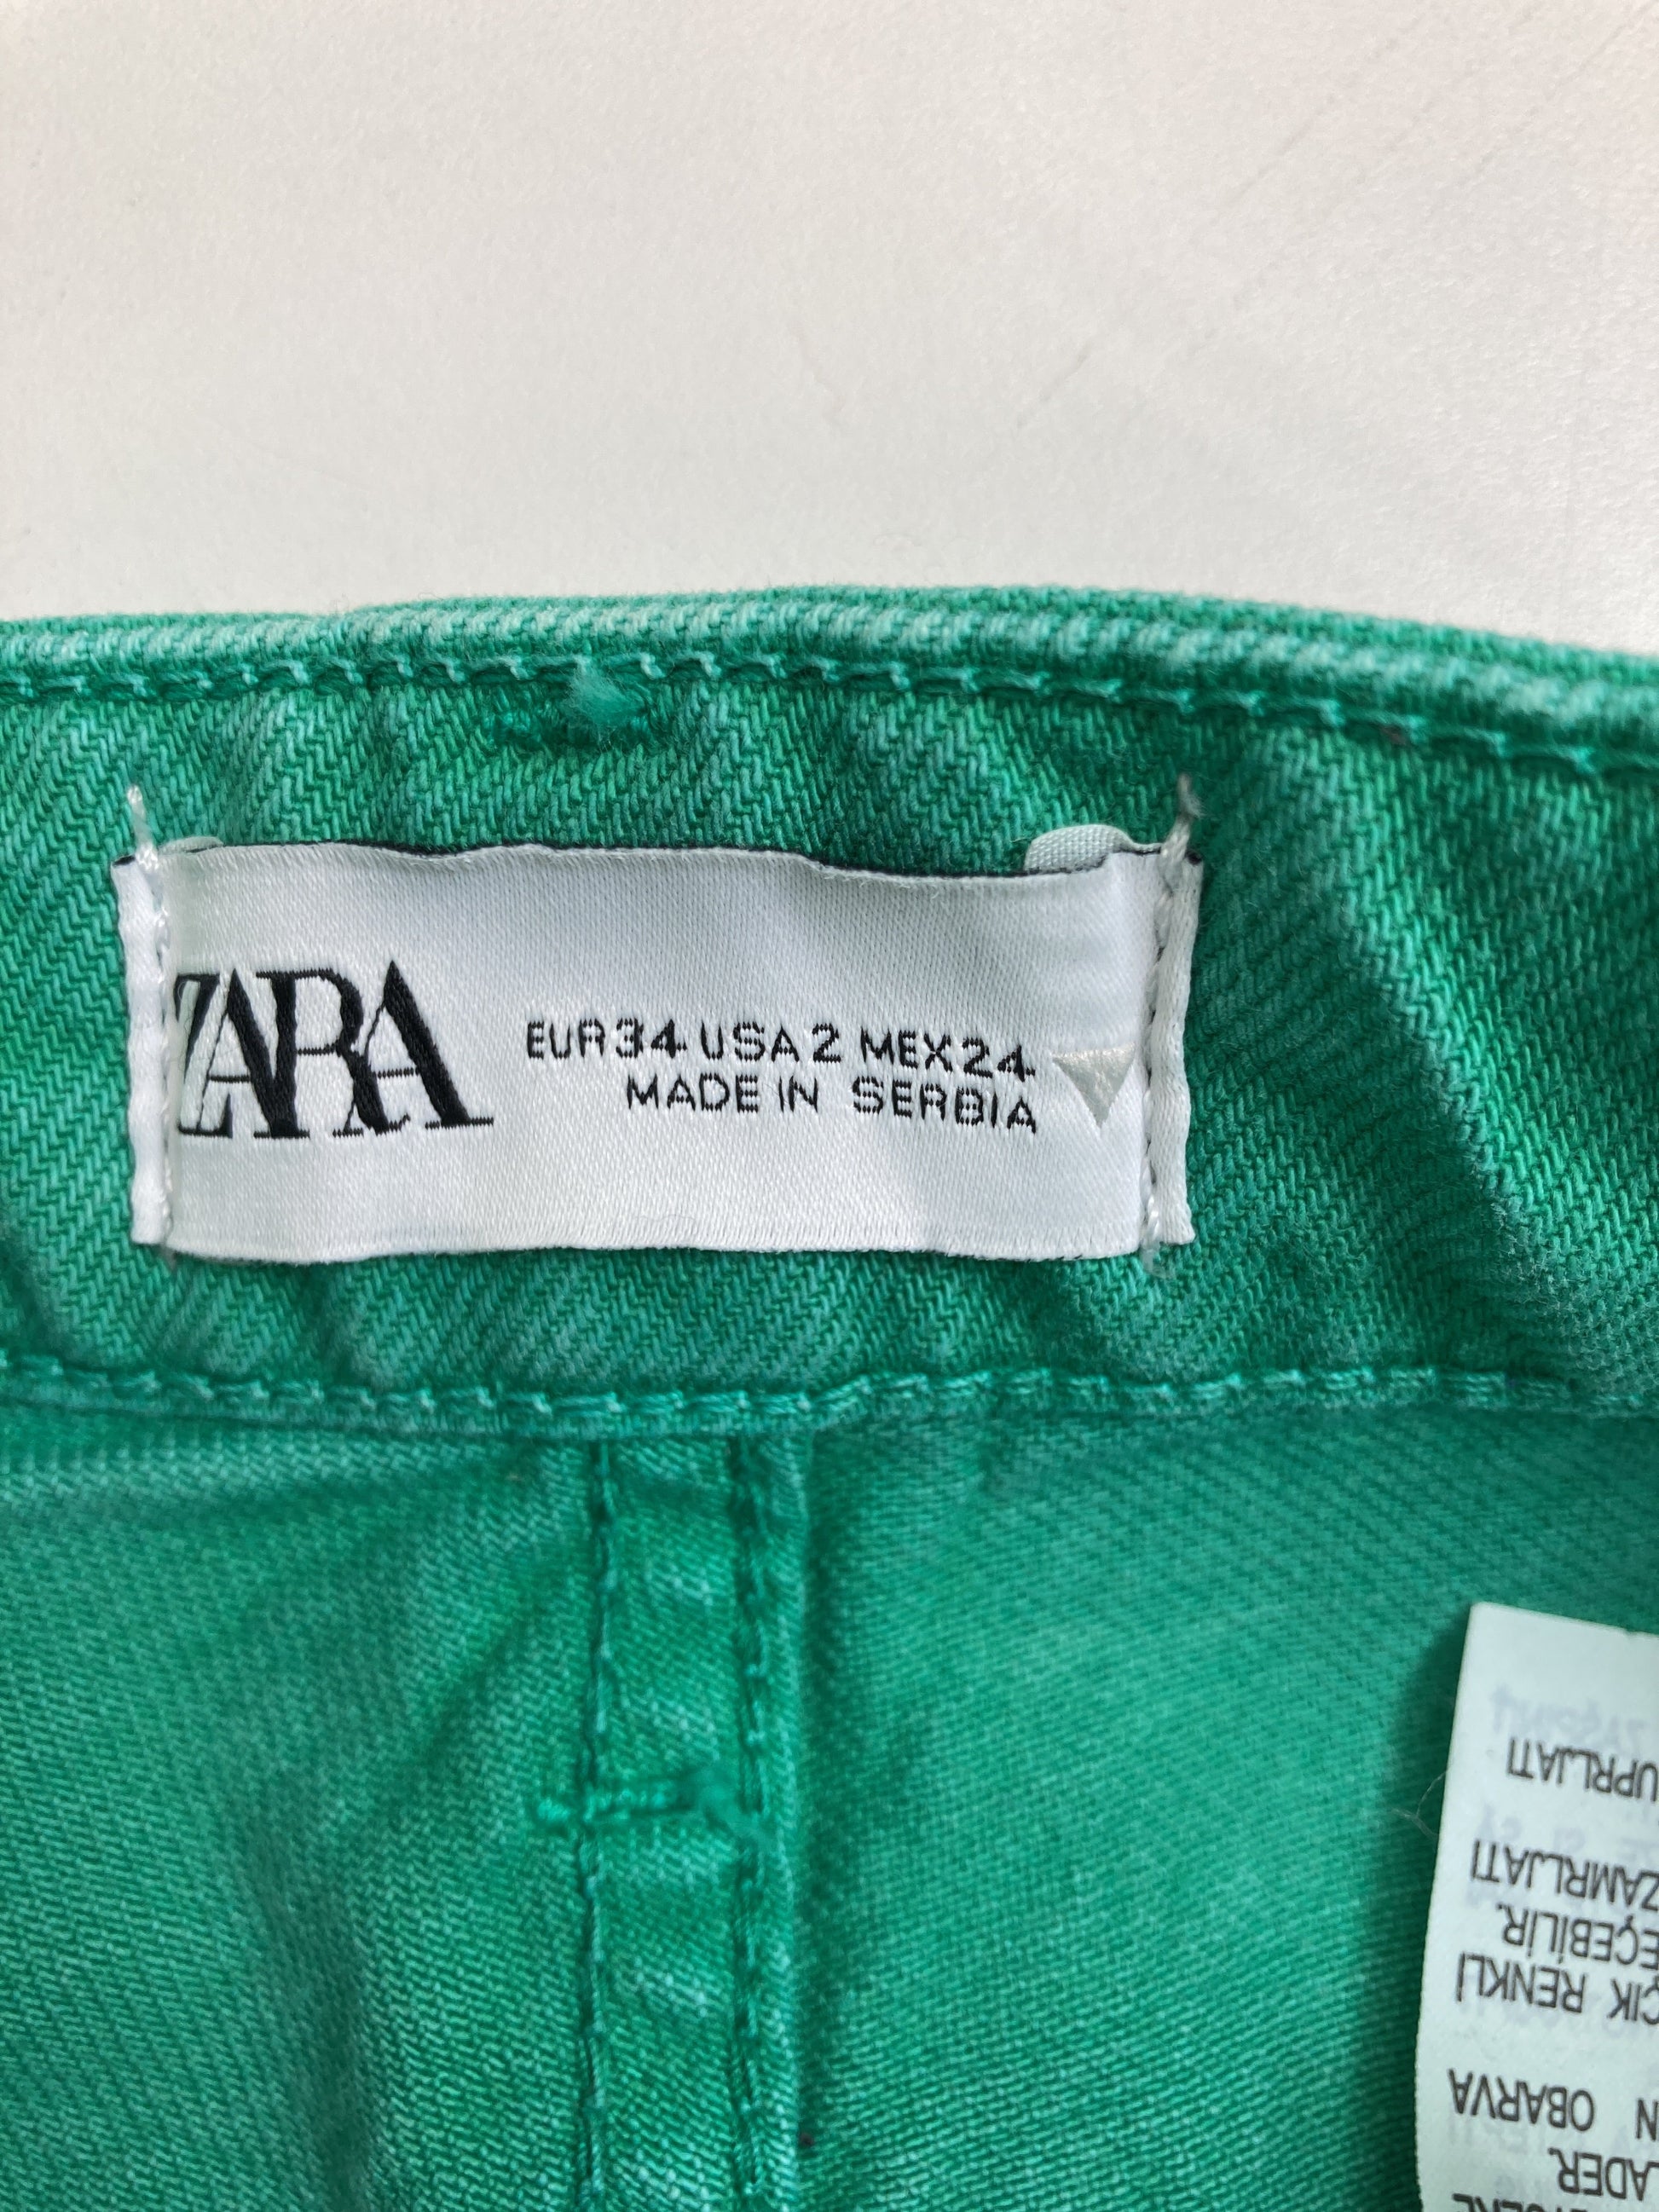 ZARA
EUR 34 USA 2 MEX 24
MADE IN SERBIA
UPRLJATI
ZAMRLJATI
EÇEBİLİR.
ÇIK RENKLİ
N OBARVA
LADER.